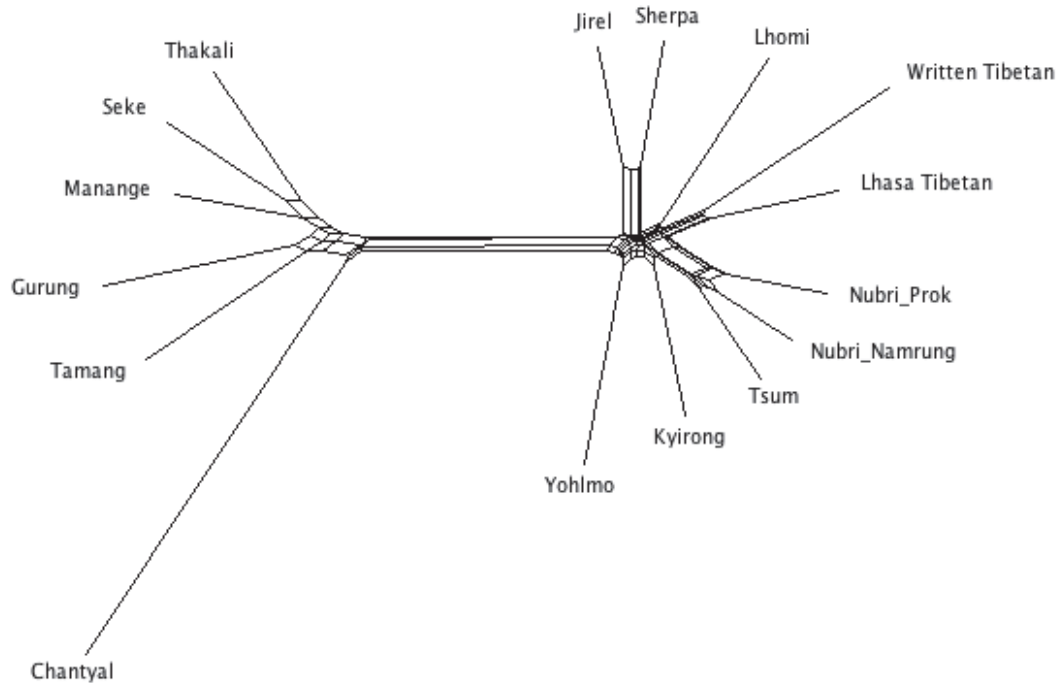 Jirel
Sherpa
Lhomi
Thakali
Written Tibetan
Seke
Manange
Lhasa Tibetan
Gurung
Nubri_Prok
Nubri_Namrung
Tamang
Tsum
Kyirong
Yohlmo
Chantyal